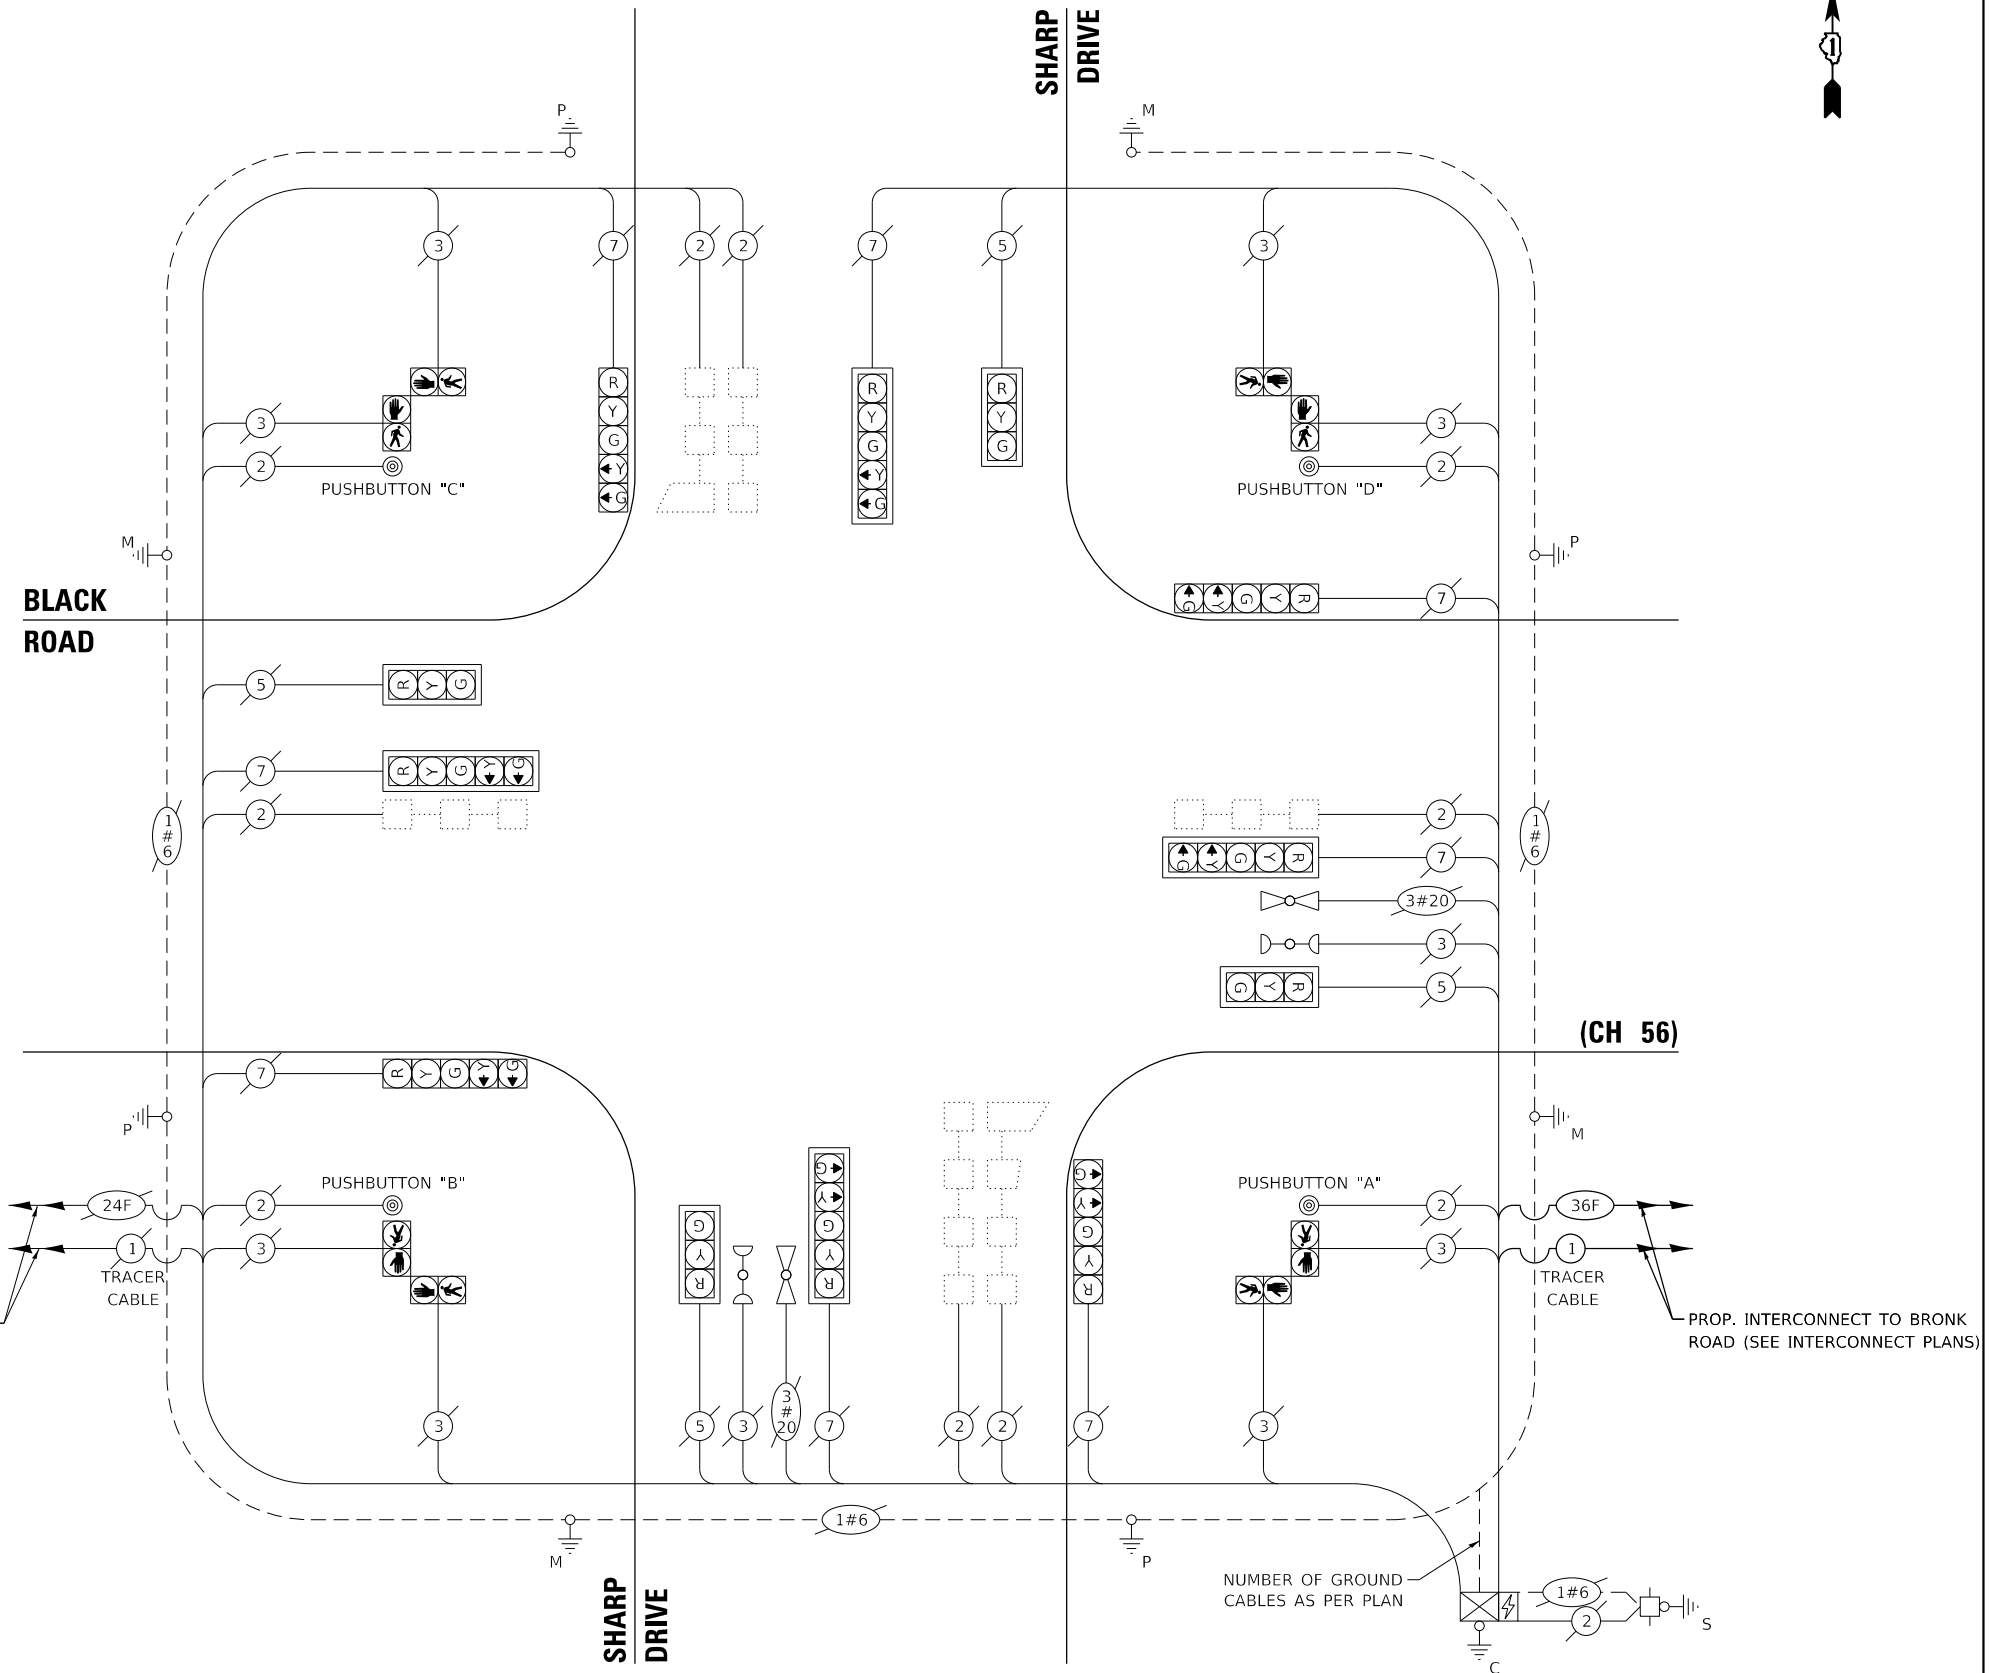 SHARP
DRIVE
1
P
M
3
7
2
2
7
5
3
R
Y
G
Y
G
R
Y
G
Y
G
R
Y
G
3
2
PUSHBUTTON "C"
3
2
PUSHBUTTON "D"
M
P
BLACK
ROAD
G Y G Y R
7
5
R Y G
7
R Y G Y G
2
1
#
6
2
G Y G Y R
7
1
#
6
3#20
3
G Y R
5
(CH 56)
7
R Y G Y G
P
M
PUSHBUTTON "B"
PUSHBUTTON "A"
24F
2
1
3
TRACER
CABLE
G
Y
R
G
Y
G
Y
R
G
Y
G
Y
R
2
36F
3
1
TRACER
CABLE
PROP. INTERCONNECT TO BRONK
ROAD (SEE INTERCONNECT PLANS)
3
5
3
3
#
20
7
2
2
7
3
1#6
M
P
NUMBER OF GROUND
CABLES AS PER PLAN
1#6
2
S
C
SHARP
DRIVE